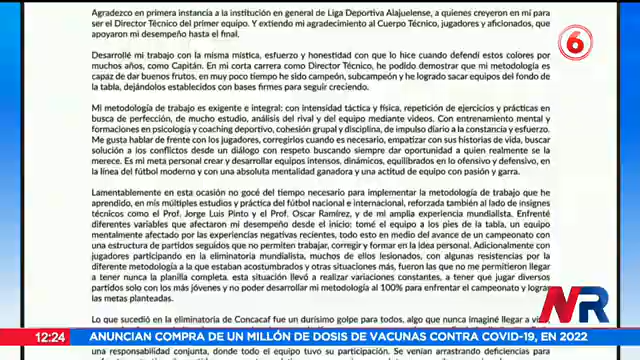 Agradezco en primera instancia a la institución en general de Liga Deportiva Alajuelense, a quienes creyeron en mí para
ser el Director Técnico del primer equipo. Y extiendo mi agradecimiento al Cuerpo Técnico, jugadores y aficionados, que
apoyaron mi desempeño hasta el final.
6
Desarrollé mi trabajo con la misma mística, esfuerzo y honestidad con que lo hice cuando defendí estos colores por
muchos años, como Capitán. En mi corta carrera como Director Técnico, he podido demostrar que mi metodología es
capaz de dar buenos frutos, en muy poco tiempo he sido campeón, subcampeón y he logrado sacar equipos del fondo de
la tabla, dejándolos establecidos con bases firmes para seguir creciendo.
Mi metodología de trabajo es exigente e integral: con intensidad táctica y física, repetición de ejercicios y prácticas en
busca de perfección, de mucho estudio, análisis del rival y del equipo mediante videos. Con entrenamiento mental y
formaciones en psicología y coaching deportivo, cohesión grupal y disciplina, de impulso diario a la constancia y esfuerzo.
Me gusta hablar de frente con los jugadores, corregirlos cuando es necesario, empatizar con sus historias de vida, buscar
solución a los conflictos desde un diálogo con respeto buscando siempre dar oportunidad a quien realmente se la
merece. Es mi meta personal crear y desarrollar equipos intensos, dinámicos, equilibrados en lo ofensivo y defensivo, en
la línea del fútbol moderno y con una absoluta mentalidad ganadora y una actitud de equipo con pasión y garra.
Lamentablemente en esta ocasión no gocé del tiempo necesario para implementar la metodología de trabajo que he
aprendido, en mis múltiples estudios y práctica del fútbol nacional e internacional, reforzada también al lado de insignes
técnicos como el Prof. Jorge Luis Pinto y el Prof. Oscar Ramírez, y de mi amplia experiencia mundialista. Enfrenté
diferentes variables que afectaron mi desempeño desde el inicio: tomé el equipo a los pies de la tabla, un equipo
mentalmente afectado por las experiencias negativas recientes, todo esto en medio del avance de un campeonato con
una estructura de partidos seguidos que no permiten trabajar, corregir y formar en la idea personal. Adicionalmente con
jugadores participando en la eliminatoria mundialista, muchos de ellos lesionados, con algunas resistencias por la
diferente metodología a la que estaban acostumbrados y otras situaciones más, fueron las que no me permitieron llegar
a tener nunca la planilla completa. esta situación llevó a realizar variaciones constantes, a tener que jugar diversos
partidos solo con los más jóvenes y no poder desarrollar mi metodología al 100% para enfrentar el campeonato y lograr
las metas planteadas.
Lo que sucedió en la eliminatoria de Concacaf fue un durísimo golpe para todos, algo que nunca imaginé llegar a
NR
12:24 ANUNCIAN COMPRA DE UN MILLÓN DE DOSIS DE VACUNAS CONTRA COVID-19, EN 2022
una responsabilidad conjunta, donde todo el equipo tuvo su participación. Se venían arrastrando deficiencias para